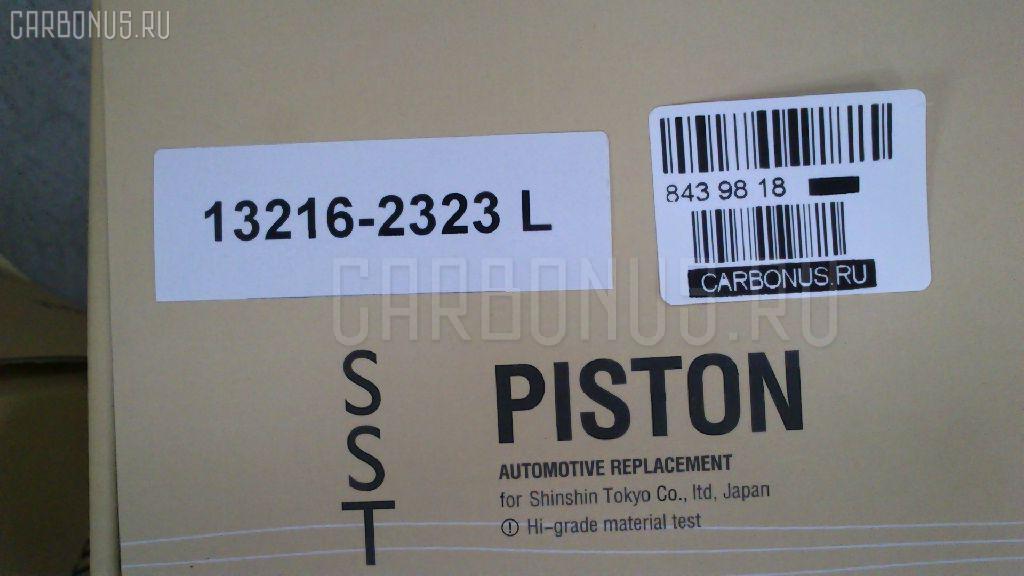 CARBONUS.RU
13216-2323 L
843 98 18
CARBONUS.RU
CARBONUS.RU
SST
PISTON
AUTOMOTIVE REPLACEMENT
for Shinshin Tokyo Co., ltd, Japan
Hi-grade material test